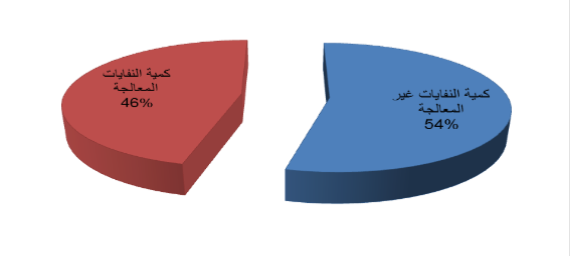 كمية النفايات غير
المعالجة
54%
كمية النفايات
المعالجة
46%